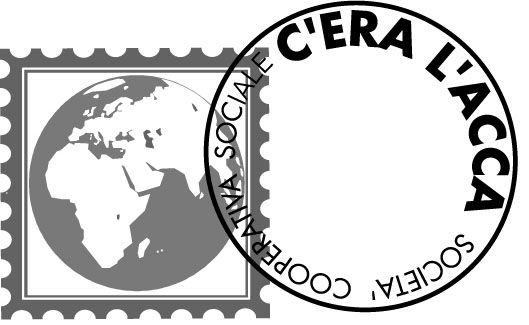 C'ERA L'ACCA
SOCIETA' COOPERATIVA SOCIALE